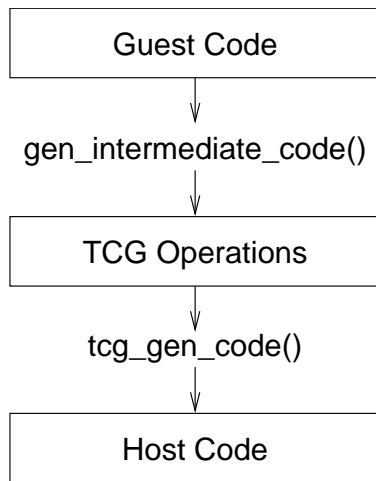 Guest Code
gen_intermediate_code()
TCG Operations
tcg_gen_code()
Host Code